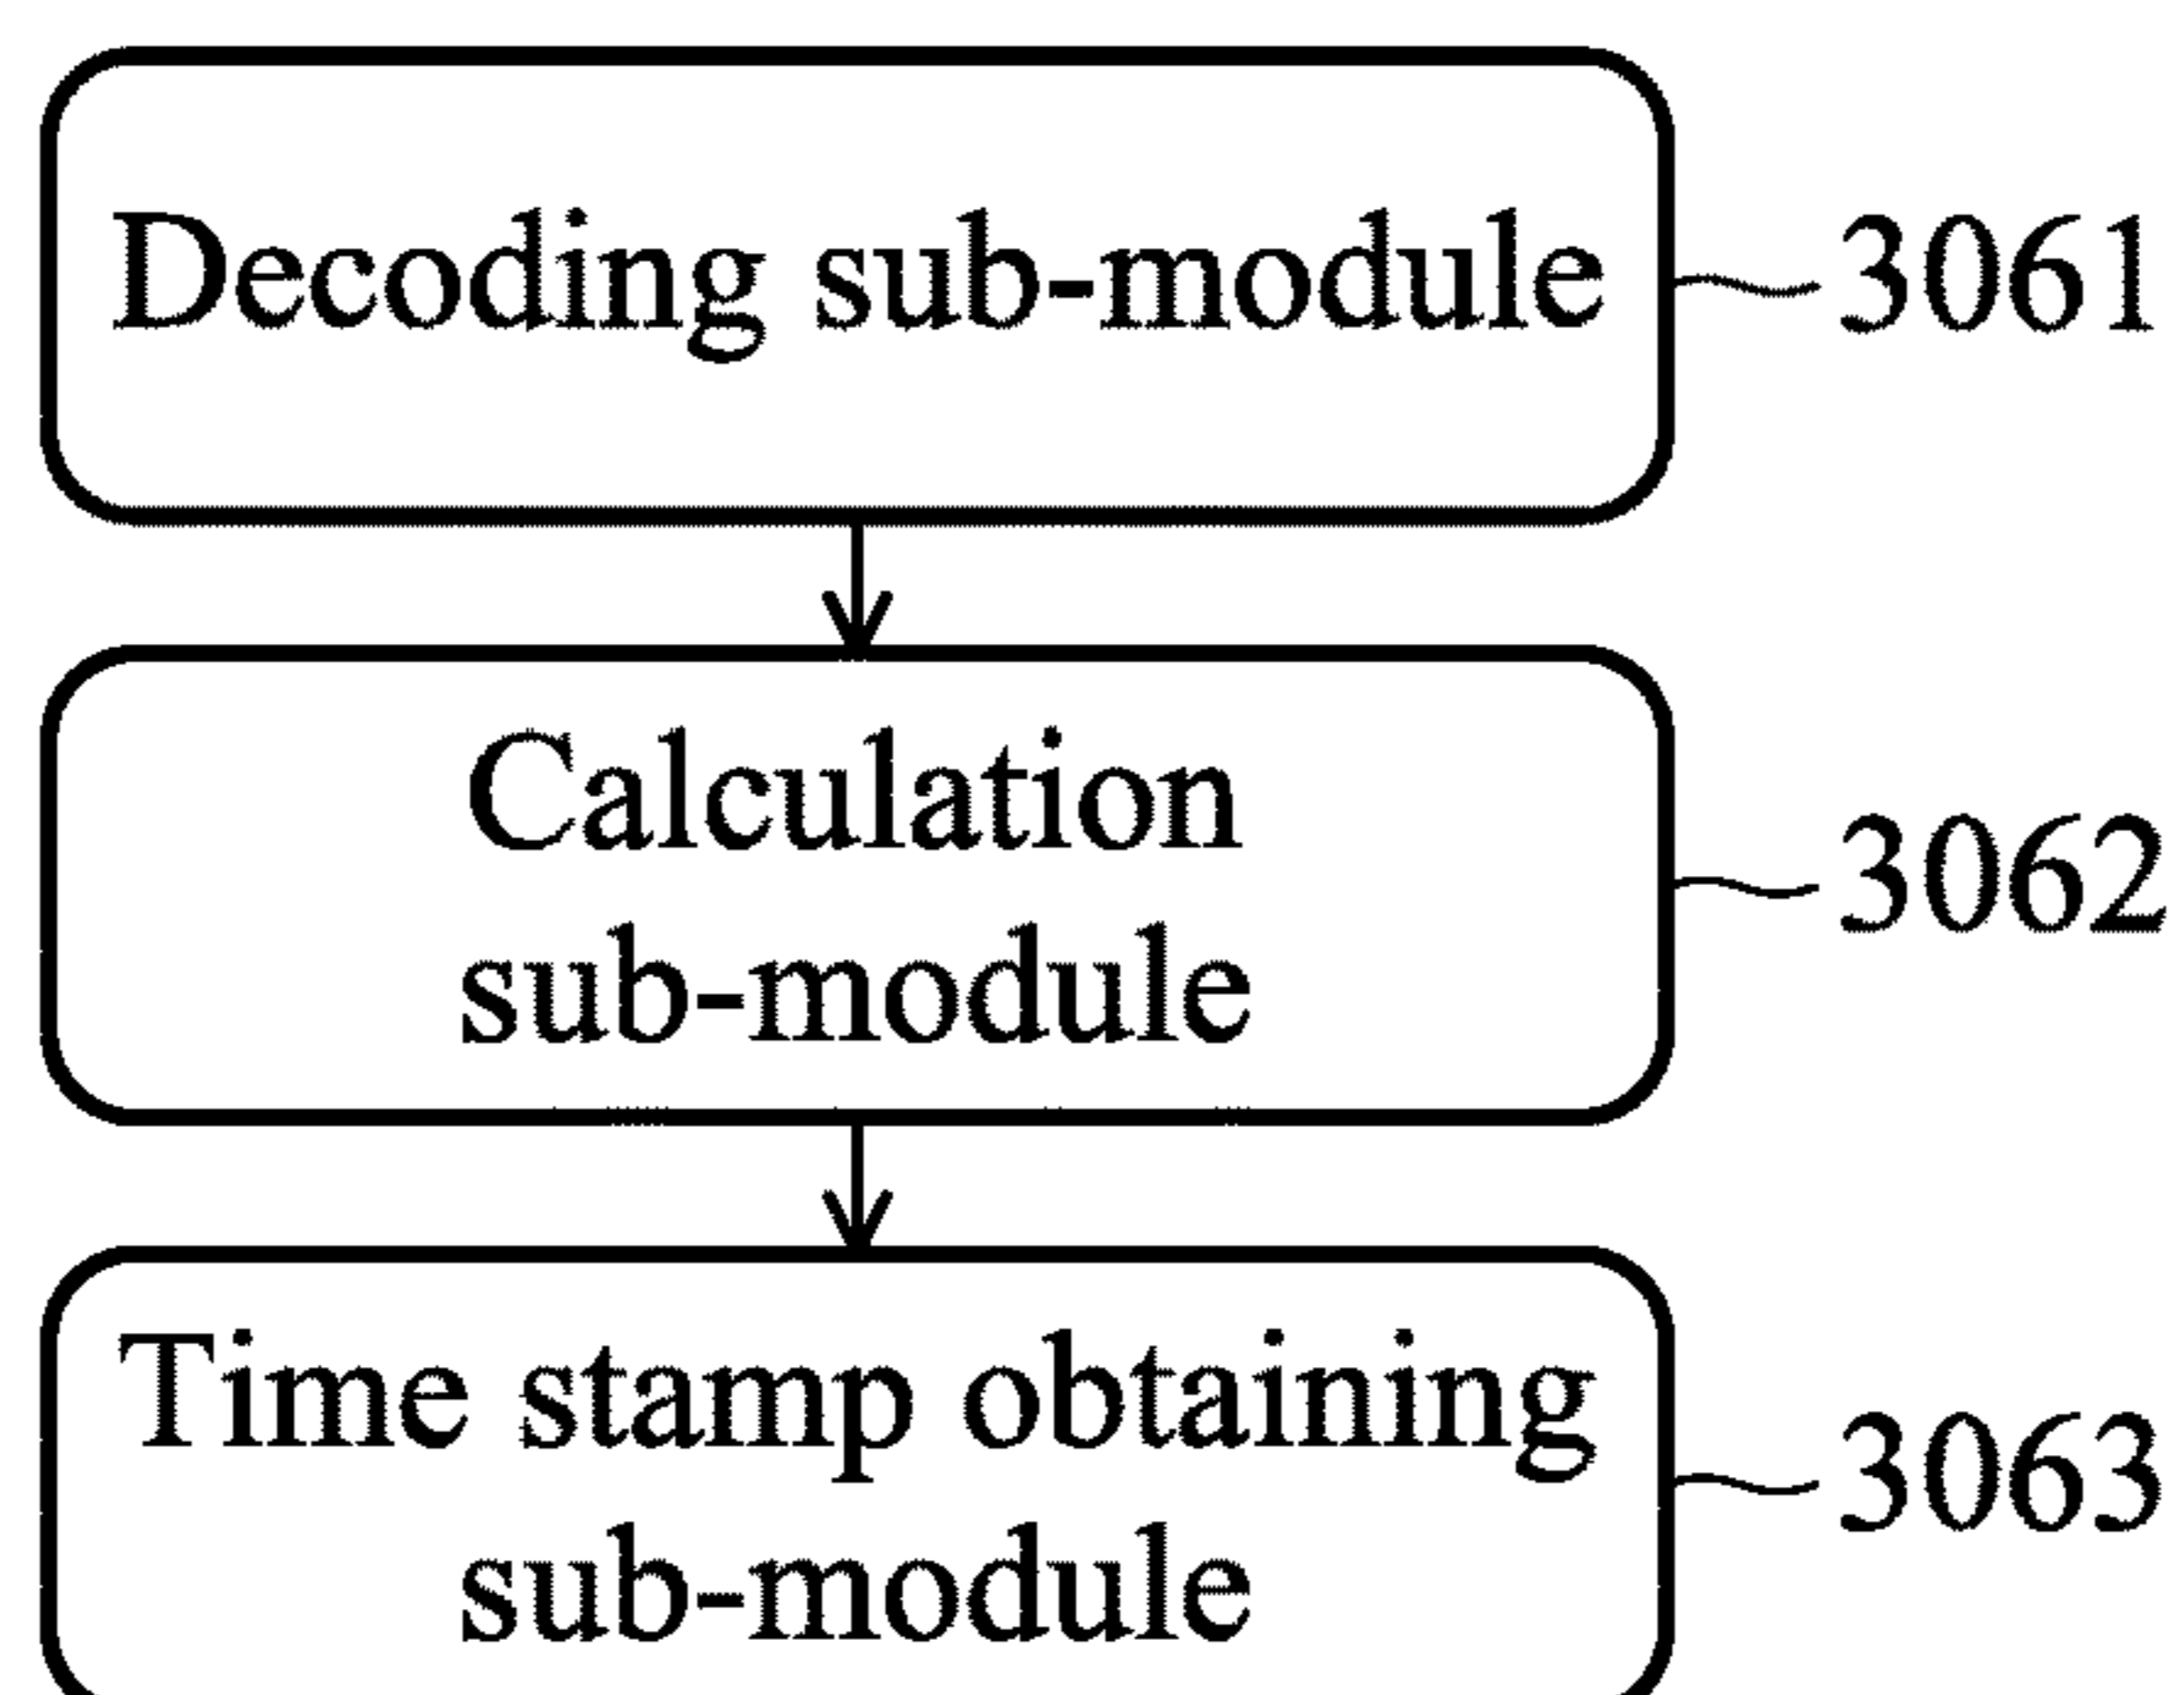 Decoding sub-module
3061
Calculation
sub-module
3062
Time stamp obtaining
sub-module
3063